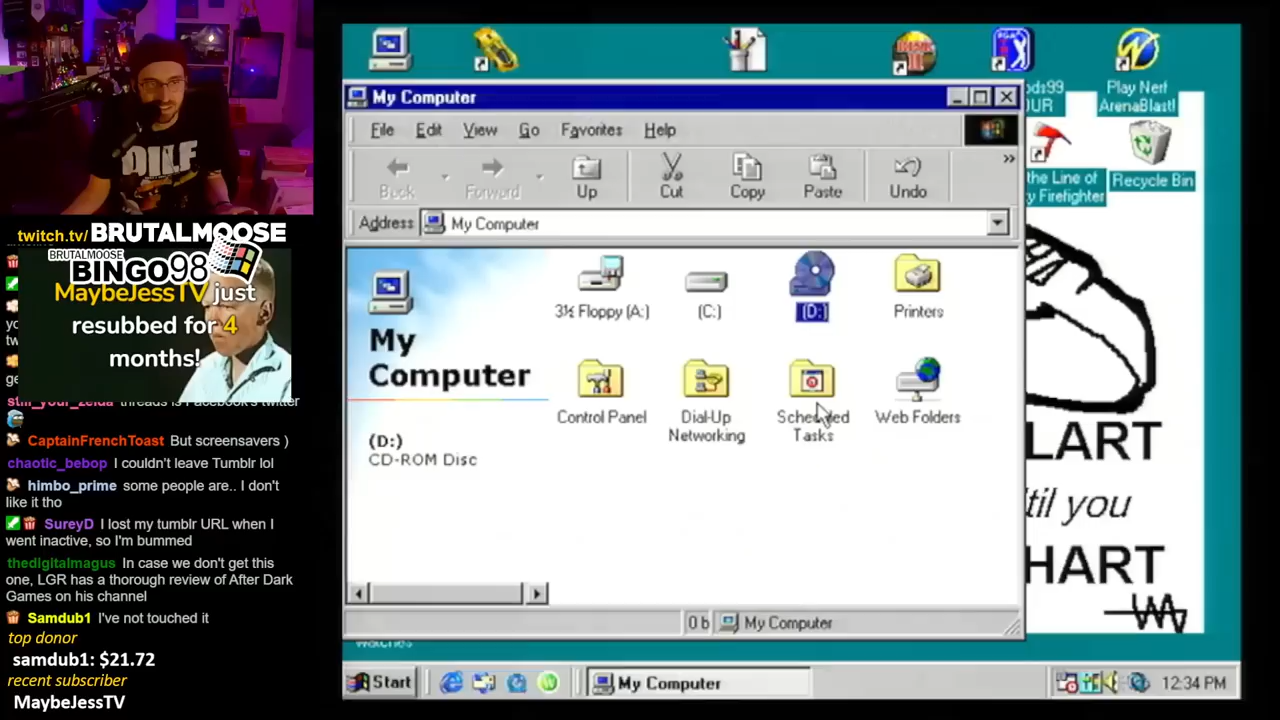 My Computer
File Edit View Go Favorites Help
Back Forward Up Cut Copy Paste Undo »
Address My Computer
My
Computer
(D:)
CD-ROM Disc
3½ Floppy (A:) (C:) (D:) Printers
Control Panel Dial-Up Networking Scheduled Tasks Web Folders
0 b My Computer
Play Nerf
ArenaBlast!
the Line of
Firefighter
Recycle Bin
LART
'til you
HART
Start My Computer 12:34 PM
DILF
twitch.tv/BRUTALMOOSE
BRUTALMOOSE
BINGO98
MaybeJessTV just
resubbed for 4
months!
threads is Facebook's twitter
CaptainFrenchToast But screensavers )
chaotic_bebop I couldn't leave Tumblr lol
himbo_prime some people are.. I don't
like it tho
SureyD I lost my tumblr URL when I
went inactive, so I'm bummed
thedigitalmagus In case we don't get this
one, LGR has a thorough review of After Dark
Games on his channel
Samdub1 I've not touched it
top donor
samdub1: $21.72
recent subscriber
MaybeJessTV